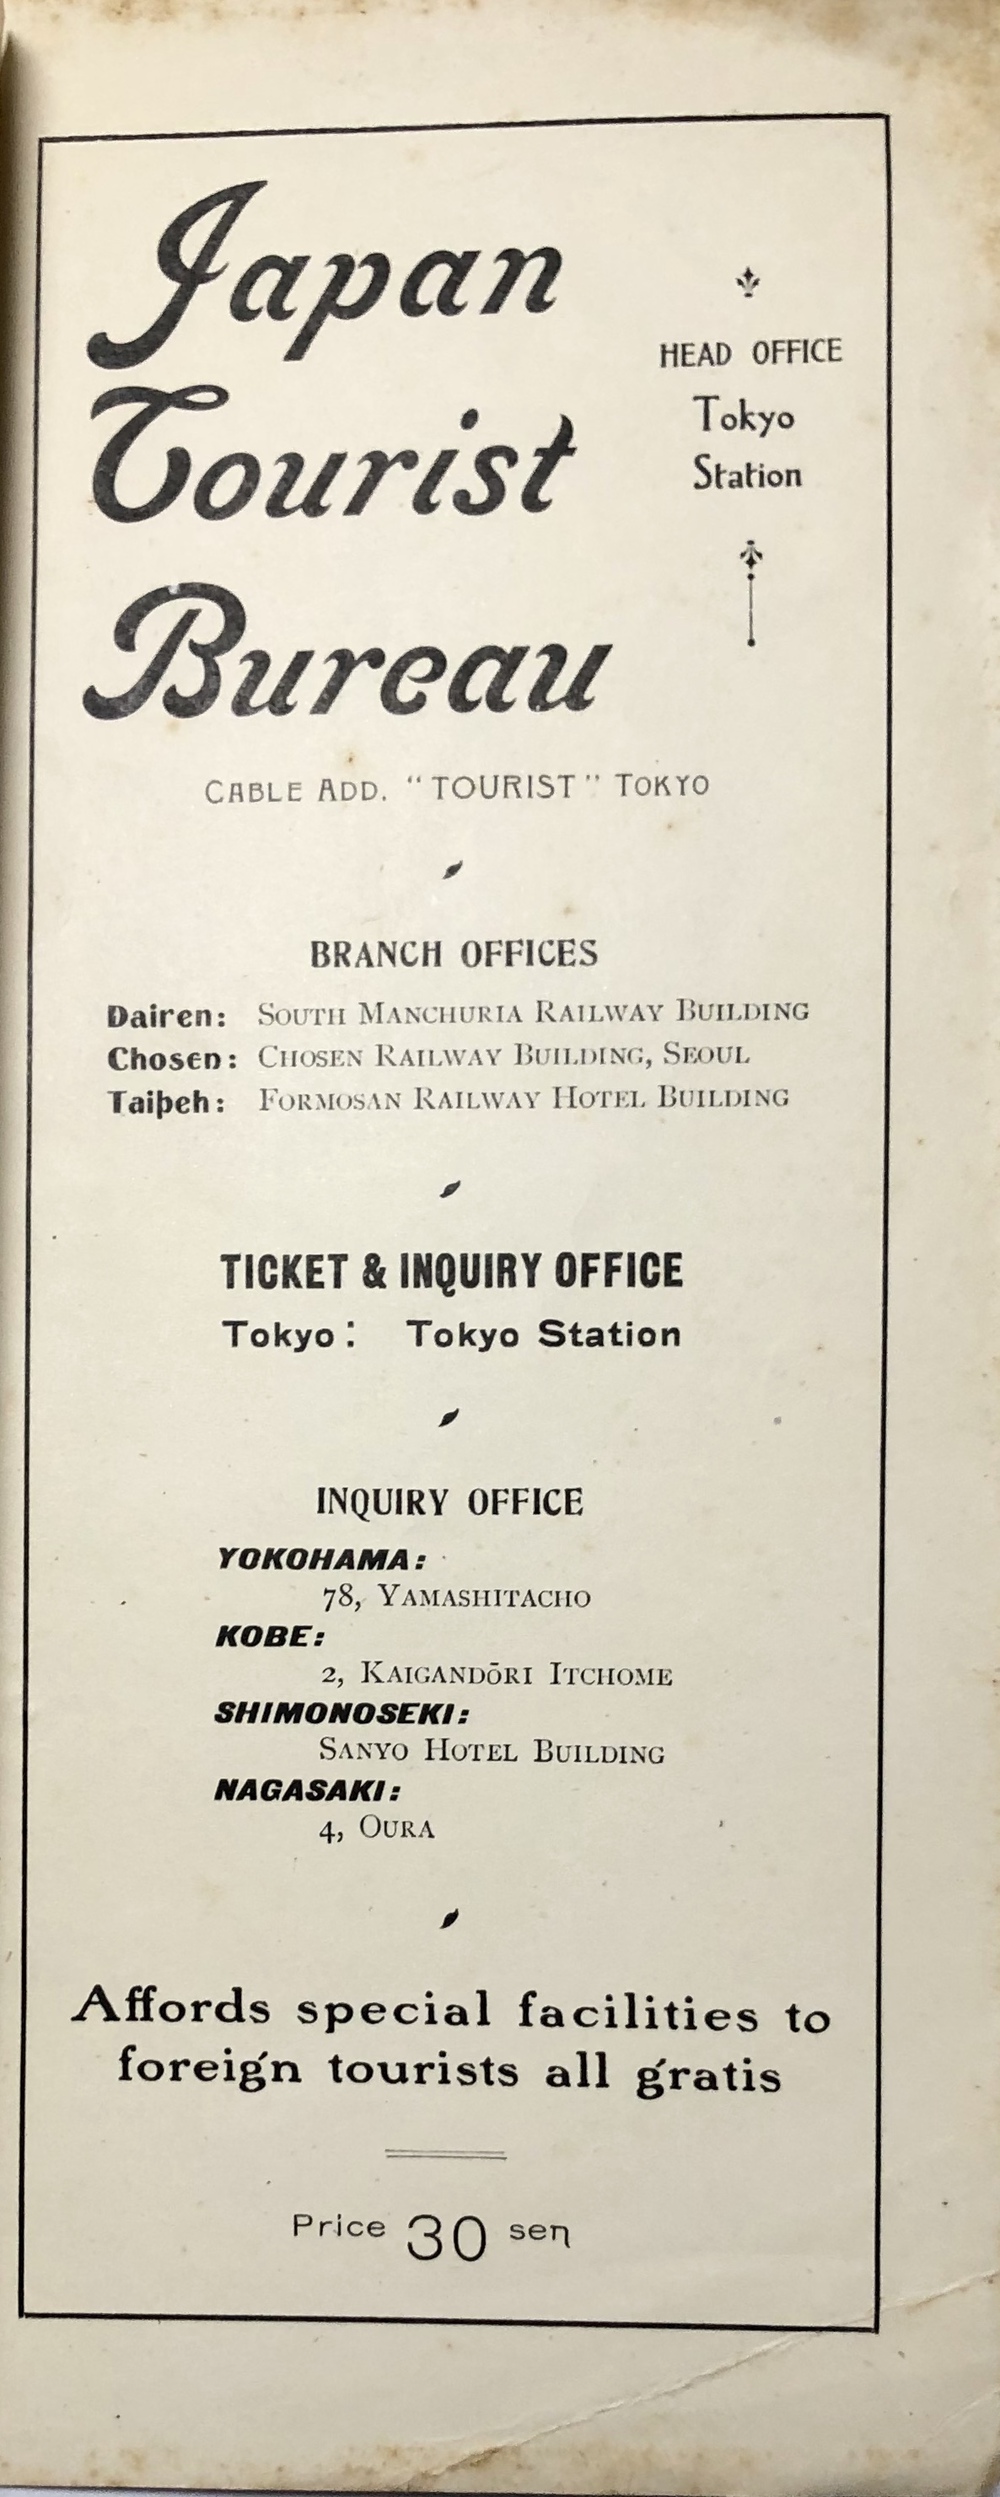 Japan
Tourist
Bureau
HEAD OFFICE
Tokyo
Station
CABLE ADD. "TOURIST" TOKYO
BRANCH OFFICES
Dairen: SOUTH MANCHURIA RAILWAY BUILDING
Chosen: CHOSEN RAILWAY BUILDING, SEOUL
Taipeh: FORMOSAN RAILWAY HOTEL BUILDING
TICKET & INQUIRY OFFICE
Tokyo: Tokyo Station
INQUIRY OFFICE
YOKOHAMA:
78, YAMASHITACHO
KOBE:
2, KAIGANDŌRI ITCHOME
SHIMONOSEKI:
SANYO HOTEL BUILDING
NAGASAKI:
4, OURA
Affords special facilities to
foreign tourists all gratis
Price 30 sen